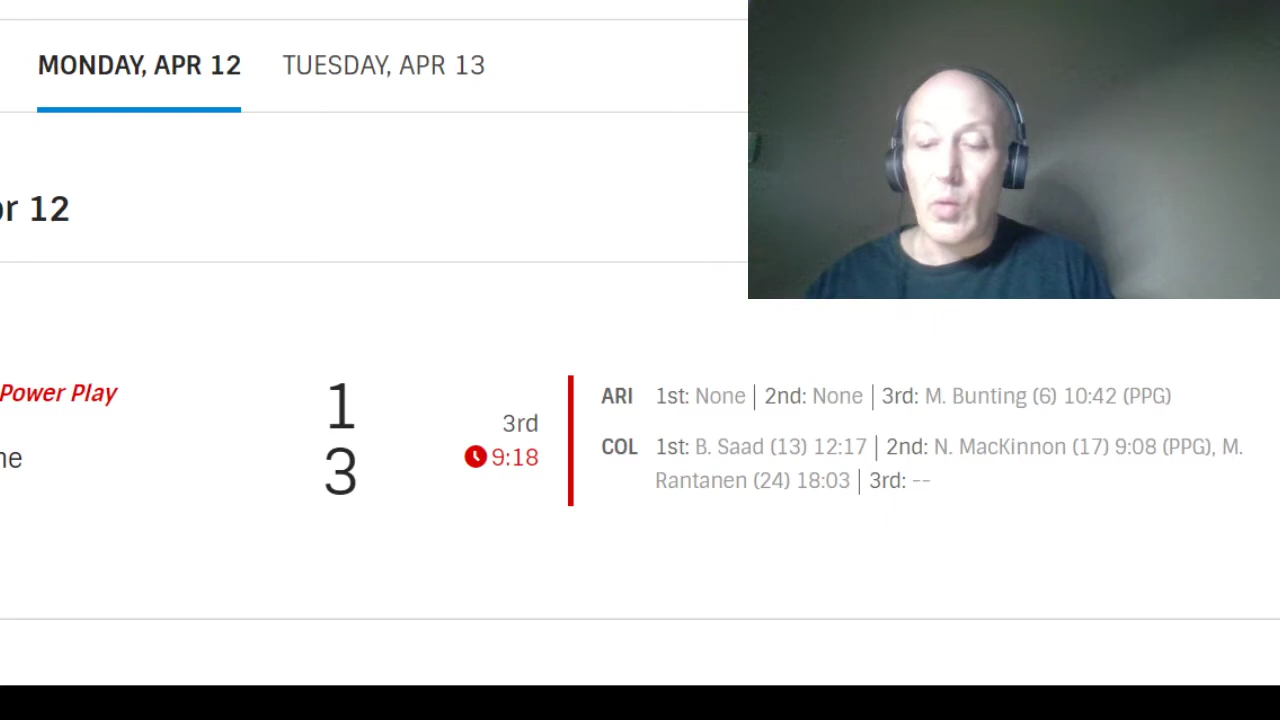 MONDAY, APR 12 TUESDAY, APR 13
12
Power Play
1
3
3rd
9:18
ARI 1st: None | 2nd: None | 3rd: M. Bunting (6) 10:42 (PPG)
COL 1st: B. Saad (13) 12:17 | 2nd: N. MacKinnon (17) 9:08 (PPG), M.
Rantanen (24) 18:03 | 3rd: --